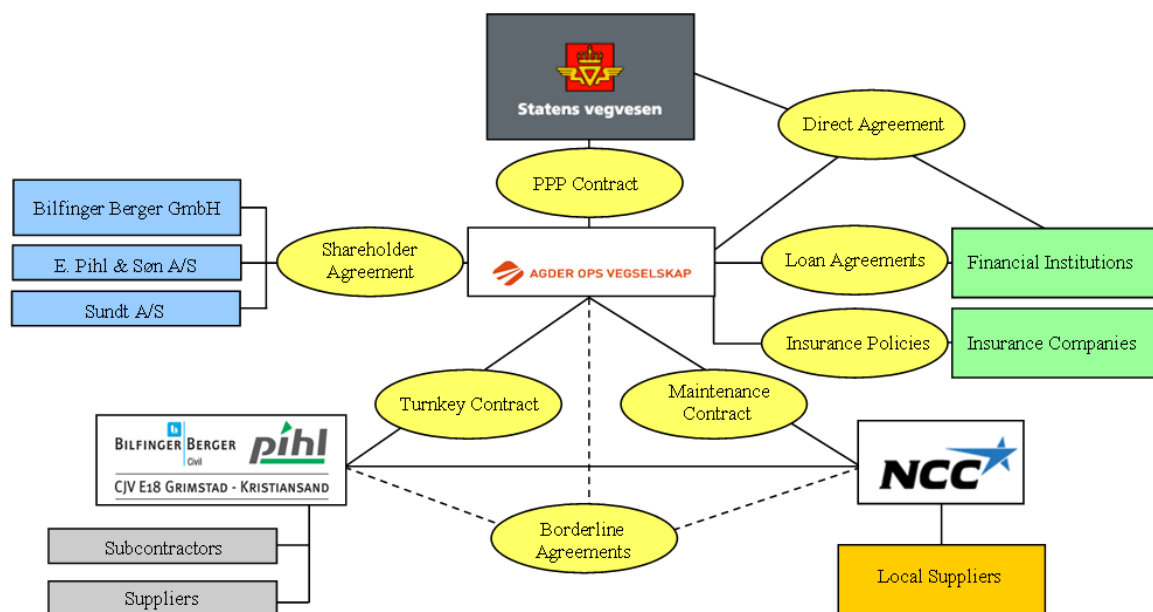 Statens vegvesen
Direct Agreement
PPP Contract
Bilfinger Berger GmbH
E. Pihl & Søn A/S
Sundt A/S
Shareholder
Agreement
AGDER OPS VEGSELSKAP
Loan Agreements
Financial Institutions
Insurance Policies
Insurance Companies
Turnkey Contract
Maintenance
Contract
BILFINGER BERGER
Civil
pihl
CJV E18 GRIMSTAD - KRISTIANSAND
NCC
Borderline
Agreements
Subcontractors
Suppliers
Local Suppliers